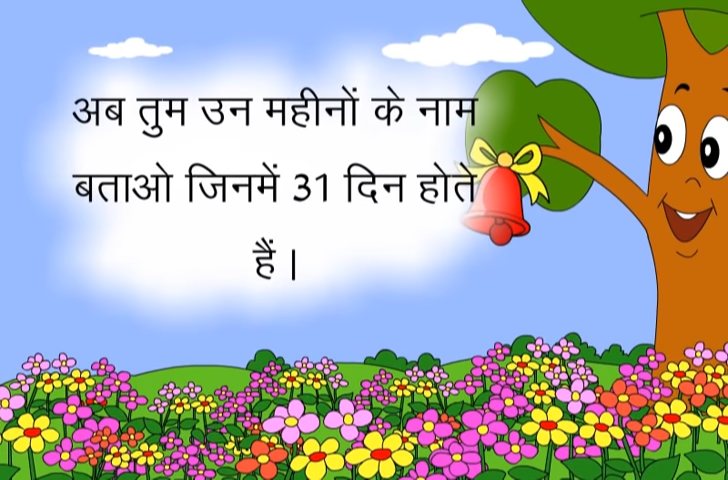 अब तुम उन महीनों के नाम
बताओ जिनमें 31 दिन होते
हैं |